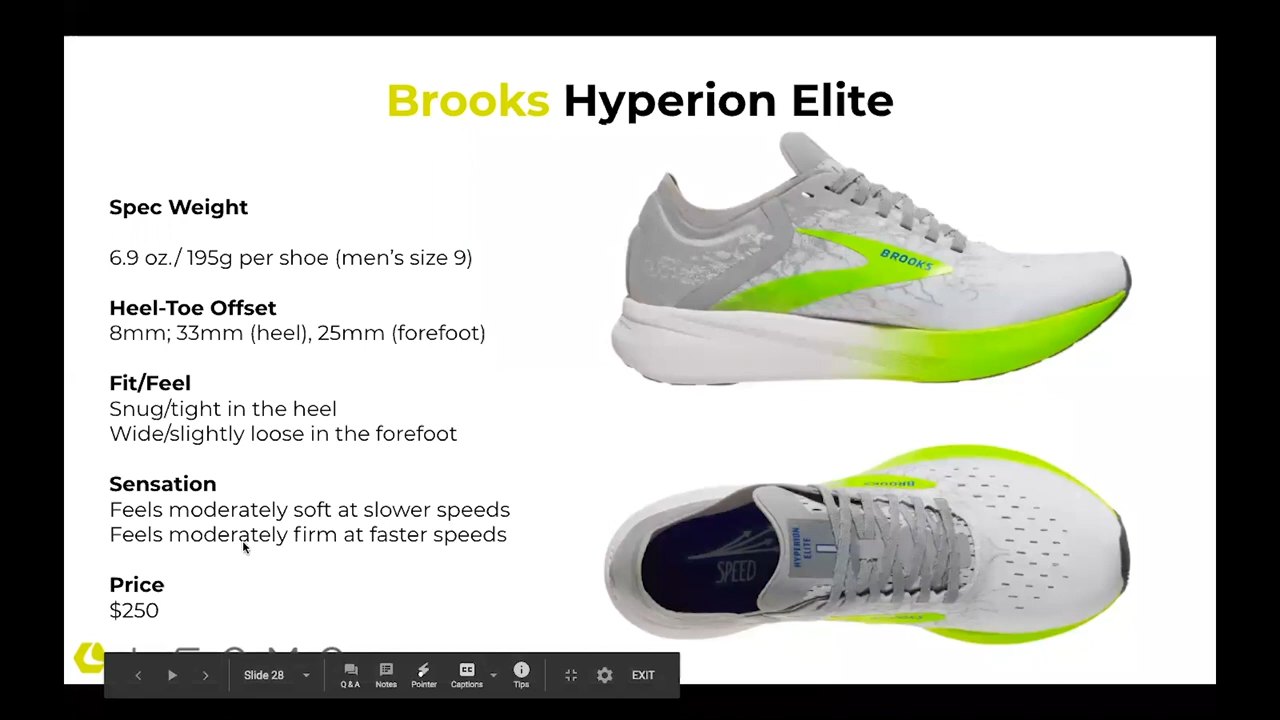 Brooks Hyperion Elite
Spec Weight
6.9 oz./ 195g per shoe (men’s size 9)
Heel-Toe Offset
8mm; 33mm (heel), 25mm (forefoot)
Fit/Feel
Snug/tight in the heel
Wide/slightly loose in the forefoot
Sensation
Feels moderately soft at slower speeds
Feels moderately firm at faster speeds
Price
$250
BROOKS
BROOKS
HYPERION
ELITE
SPEED
Slide 28
Q & A
Notes
Pointer
Captions
Tips
EXIT